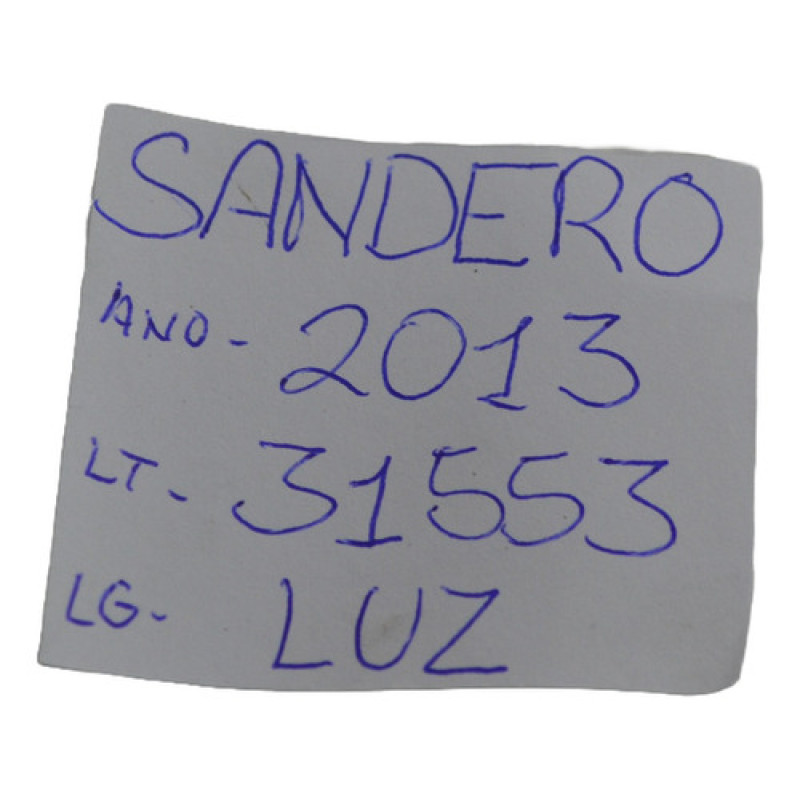 SANDERO
ANO- 2013
LT- 31553
LG- LUZ